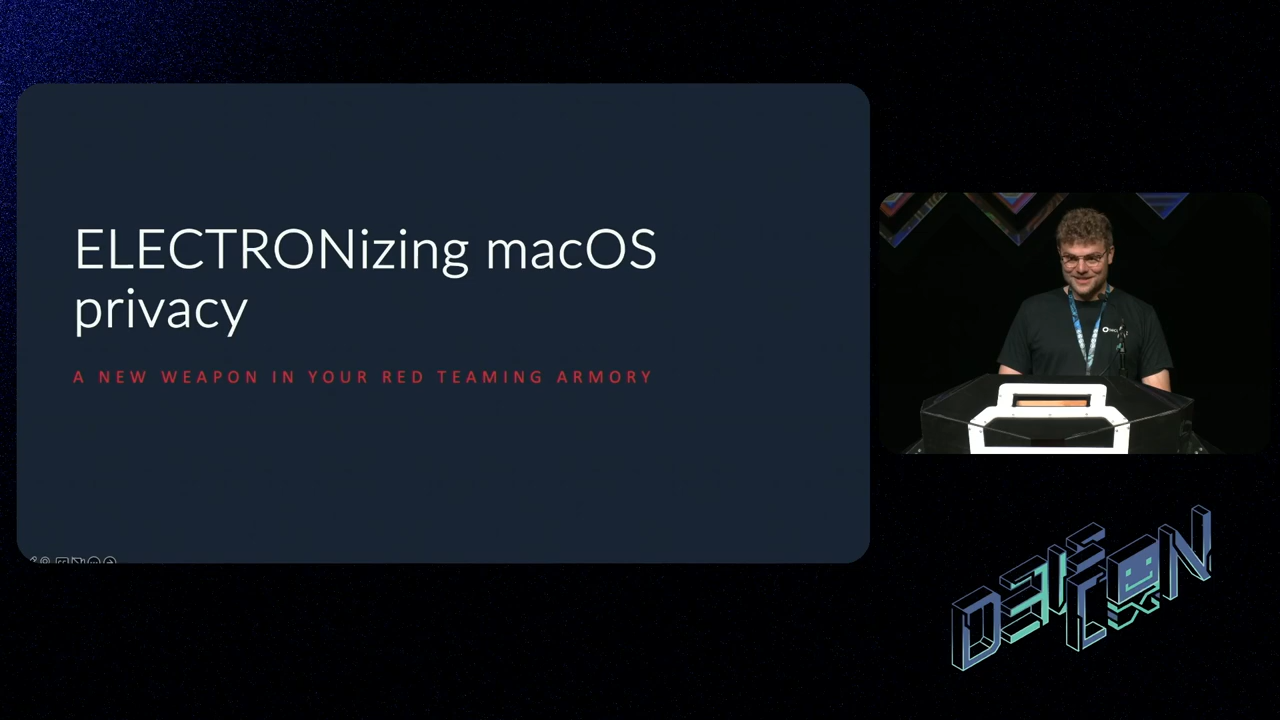 ELECTRONizing macOS
privacy
A NEW WEAPON IN YOUR RED TEAMING ARMORY
DEF
CON